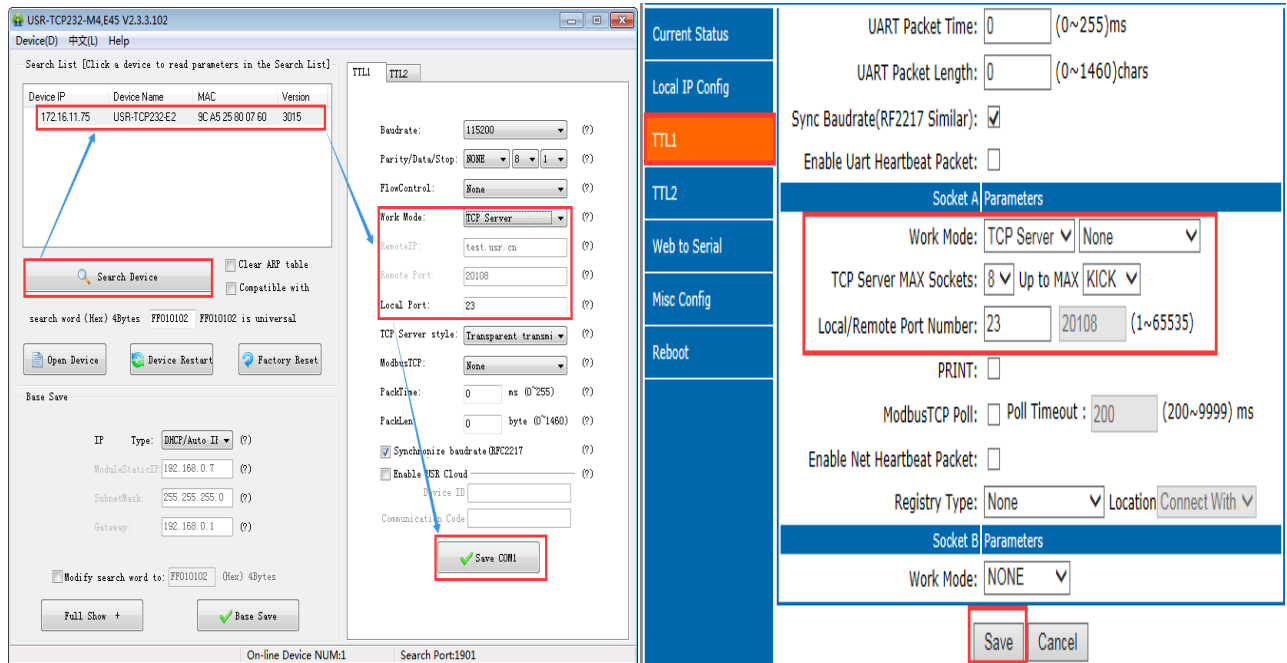 USR-TCP232-M4,E45 V2.3.3.102
Device(D) 中文(L) Help
Search List [Click a device to read parameters in the Search List]
Device IP Device Name MAC Version
172.16.11.75 USR-TCP232-E2 9C A5 25 80 07 60 3015
Search Device
Clear ARP table
Compatible with
search word (Hex) 4Bytes FF010102 FF010102 is universal
Open Device Device Restart Factory Reset
Base Save
IP Type: DHCP/Auto II (?)
ModuleStaticIP 192.168.0.7 (?)
SubnetMask: 255.255.255.0 (?)
Gateway: 192.168.0.1 (?)
Modify search word to: FF010102 (Hex) 4Bytes
Full Show + Base Save
On-line Device NUM:1 Search Port:1901
TTL1 TTL2
Baudrate: 115200 (?)
Parity/Data/Stop: NONE 8 1 (?)
FlowControl: None (?)
Work Mode: TCP Server (?)
RemoteIP: test.usr.cn (?)
Remote Port: 20108 (?)
Local Port: 23 (?)
TCP Server style: Transparent transmi (?)
ModbusTCP: None (?)
PackTime: 0 ms (0~255) (?)
PackLen 0 byte (0~1460) (?)
Synchronize baudrate(RFC2217 (?)
Enable USR Cloud (?)
Device ID
Communication Code
Save COM1
Current Status
Local IP Config
TTL1
TTL2
Web to Serial
Misc Config
Reboot
UART Packet Time: 0 (0~255)ms
UART Packet Length: 0 (0~1460)chars
Sync Baudrate(RF2217 Similar):
Enable Uart Heartbeat Packet:
Socket A Parameters
Work Mode: TCP Server None
TCP Server MAX Sockets: 8 Up to MAX KICK
Local/Remote Port Number: 23 20108 (1~65535)
PRINT:
ModbusTCP Poll: Poll Timeout : 200 (200~9999) ms
Enable Net Heartbeat Packet:
Registry Type: None Location Connect With
Socket B Parameters
Work Mode: NONE
Save Cancel